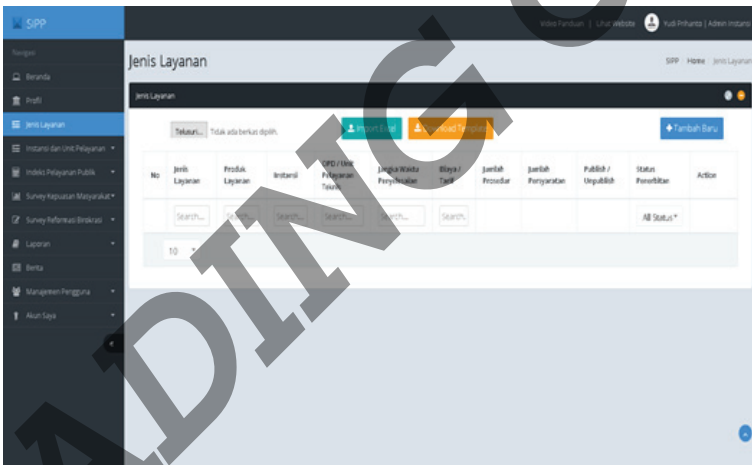 SIPP
Video Panduan | Lihat Website Yudi Prihanto | Admin Instansi
Navigasi
Jenis Layanan
SIPP Home Jenis Layanan
Beranda
Profil
Jenis Layanan
Jenis Layanan
Instansi dan Unit Pelayanan
Indeks Pelayanan Publik
Survey Kepuasan Masyarakat
Survey Reformasi Birokrasi
Laporan
Berita
Manajemen Pengguna
Akun Saya
Telusuri... Tidak ada berkas dipilih. Import Excel Download Template +Tambah Baru
No Jenis Layanan Produk Layanan Instansi OPD / Unit Pelayanan Teknis Jangka Waktu Penyelesaian Biaya / Tarif Jumlah Prosedur Jumlah Persyaratan Publish / Unpublish Status Penerbitan Action
Search... Search... Search... Search... Search... Search. All Status
10
ADING C